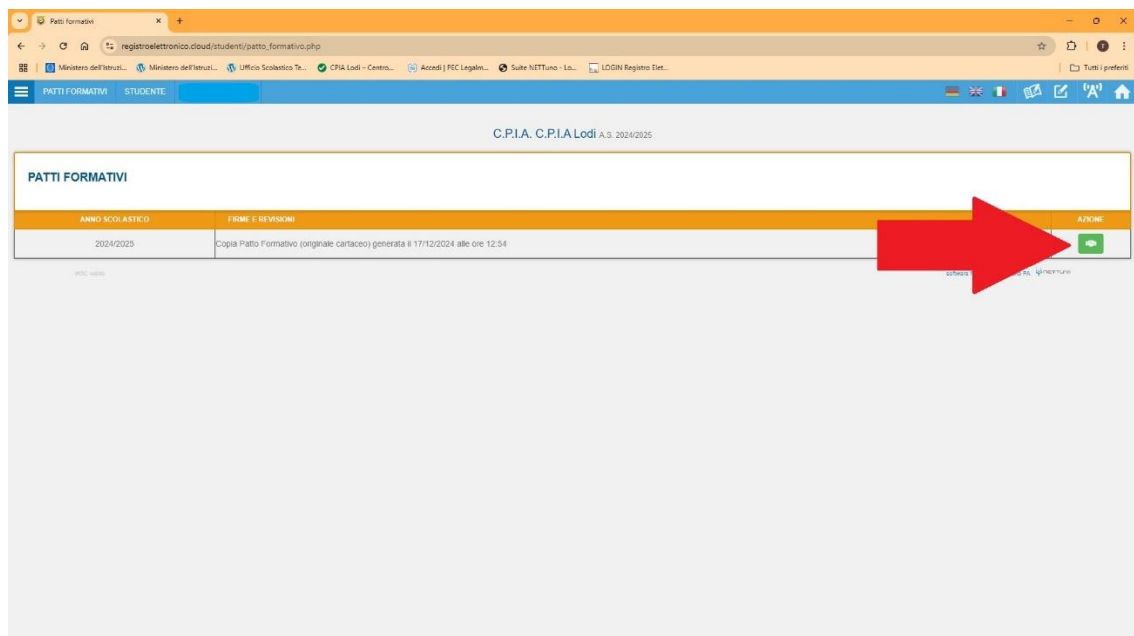 Patti formativi
registroelettronico.cloud/studenti/patto_formativo.php
Ministero dell'Istruzi... Ministero dell'Istruzi... Ufficio Scolastico Te... CPIA Lodi – Centro... Accedi | PEC Legalm... Suite NETTuno - Lo... LOGIN Registro Elet... Tutti i preferiti
PATTI FORMATIVI STUDENTE
C.P.I.A. C.P.I.A Lodi A.S. 2024/2025
PATTI FORMATIVI
ANNO SCOLASTICO FIRME E REVISIONI AZIONE
2024/2025 Copia Patto Formativo (originale cartaceo) generata il 17/12/2024 alle ore 12:54
software NETTUNO